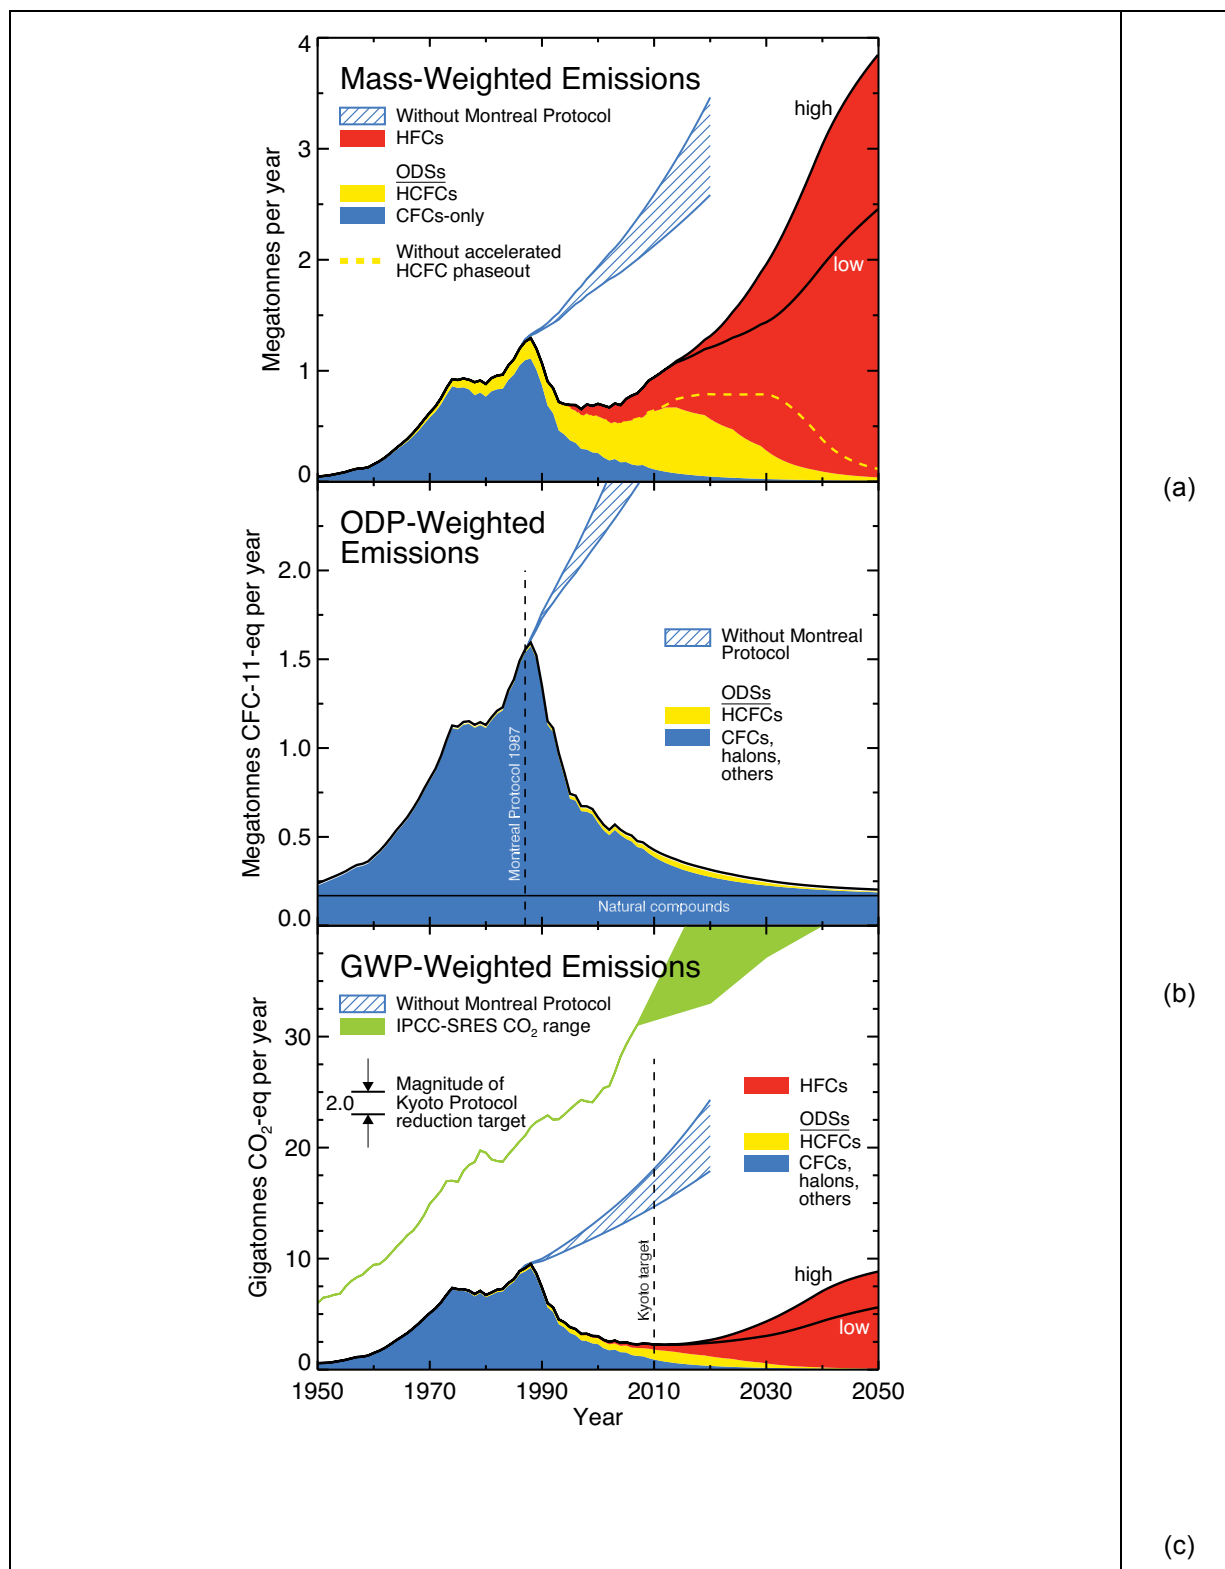 4
Mass-Weighted Emissions
Without Montreal Protocol
HFCs
ODSs
HCFCs
CFCs-only
Without accelerated
HCFC phaseout
high
low
3
2
1
0
Megatonnes per year
(a)
ODP-Weighted
Emissions
Without Montreal
Protocol
ODSs
HCFCs
CFCs,
halons,
others
2.0
1.5
1.0
0.5
0.0
Megatonnes CFC-11-eq per year
Montreal Protocol 1987
Natural compounds
(b)
GWP-Weighted Emissions
Without Montreal Protocol
IPCC-SRES CO₂ range
2.0
Magnitude of
Kyoto Protocol
reduction target
HFCs
ODSs
HCFCs
CFCs,
halons,
others
Kyoto target
high
low
30
20
10
0
Gigatonnes CO₂-eq per year
1950 1970 1990 2010 2030 2050
Year
(c)